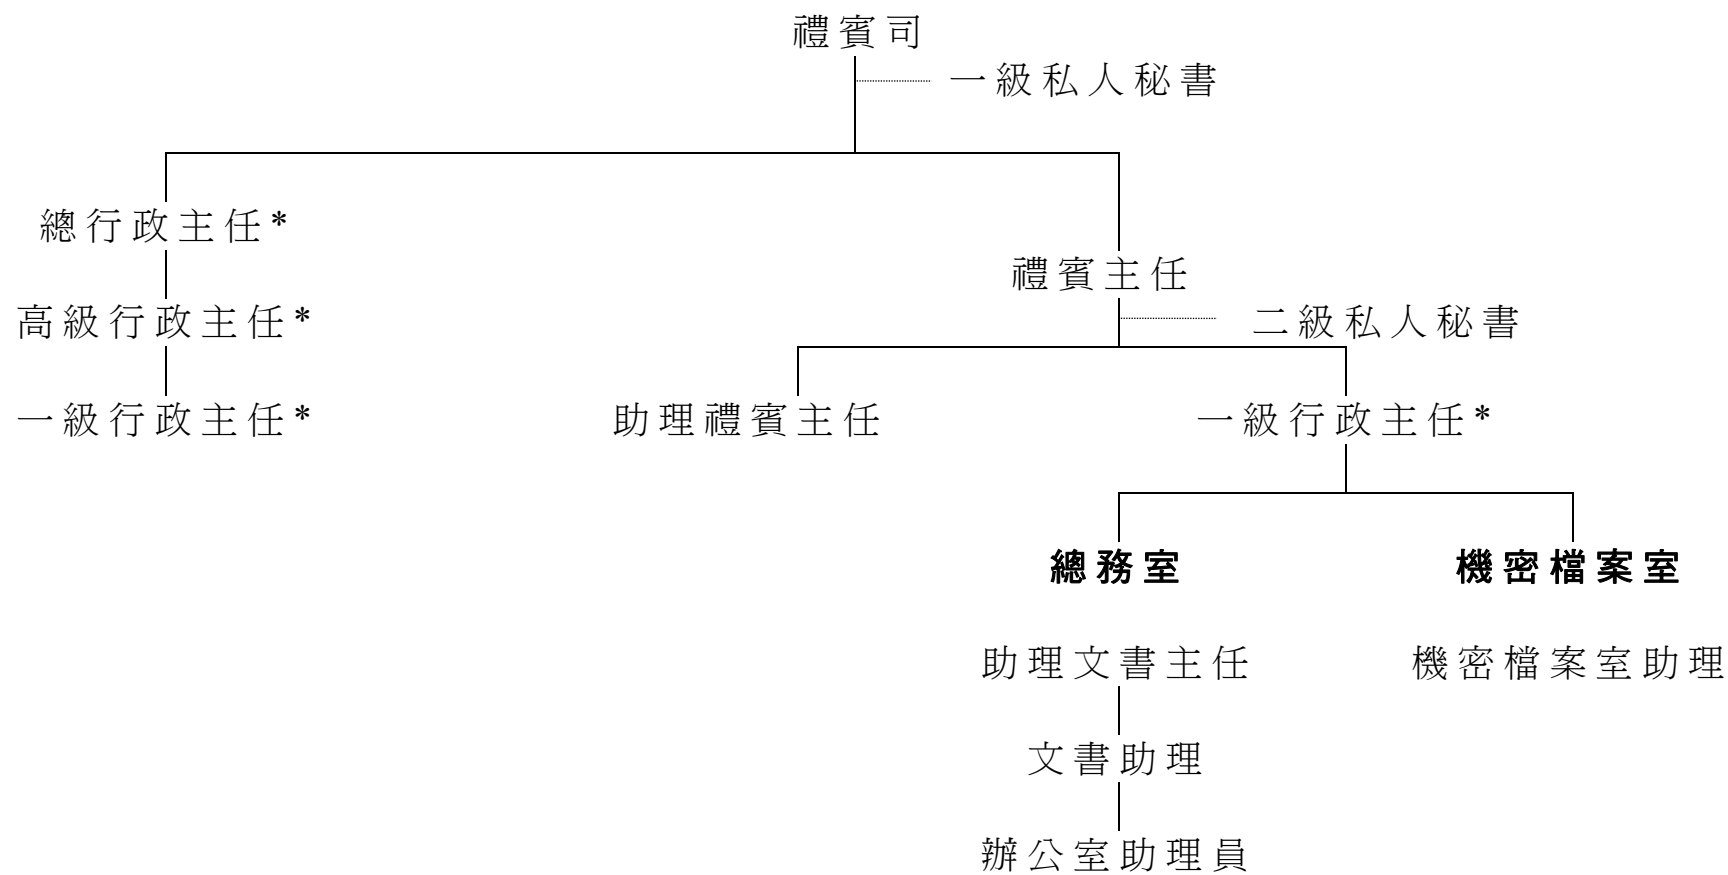 禮賓司
一級私人秘書
總行政主任*
禮賓主任
高級行政主任*
二級私人秘書
一級行政主任*
助理禮賓主任
一級行政主任*
總務室
機密檔案室
助理文書主任
機密檔案室助理
文書助理
辦公室助理員